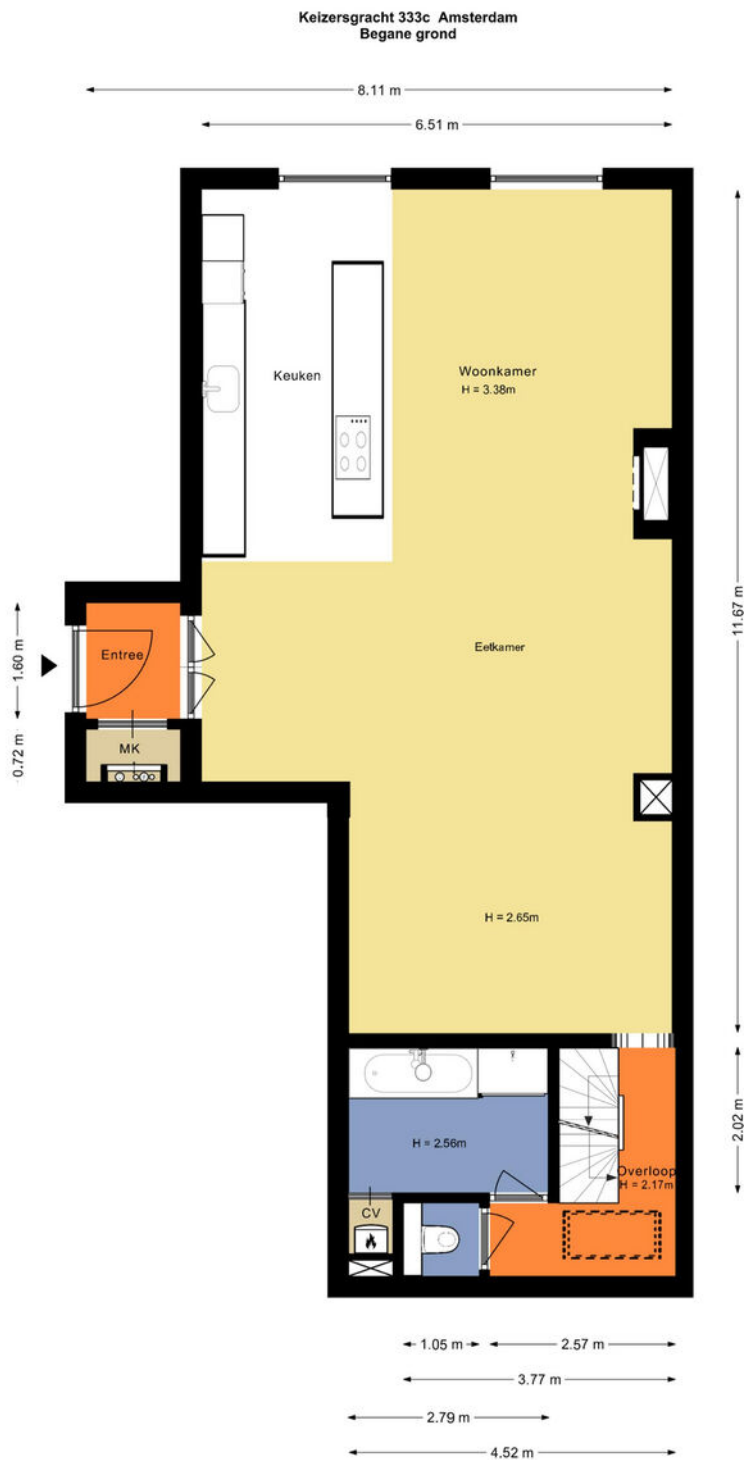 Keizersgracht 333c Amsterdam
Begane grond
8.11 m
6.51 m
Keuken
Woonkamer
H = 3.38m
11.67 m
1.60 m
Entree
Eetkamer
0.72 m
MK
H = 2.65m
2.02 m
H = 2.56m
Overloop
H = 2.17m
CV
1.05 m
2.57 m
3.77 m
2.79 m
4.52 m